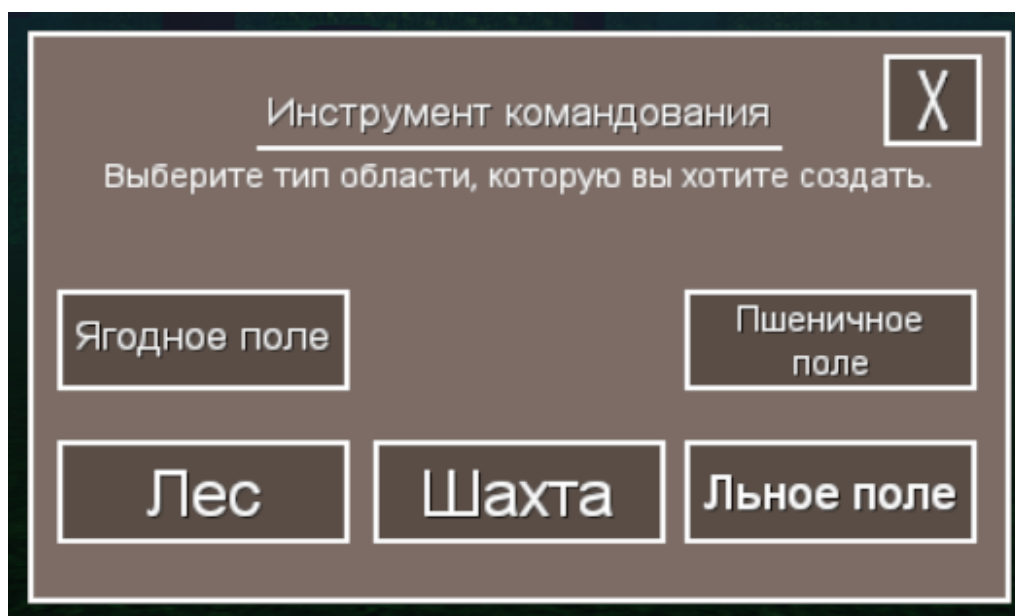 X
Инструмент командования
Выберите тип области, которую вы хотите создать.
Ягодное поле
Пшеничное
поле
Лес
Шахта
Льное поле